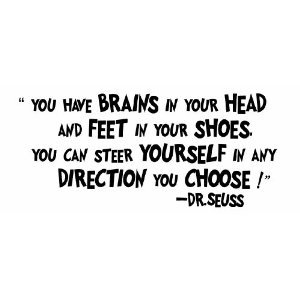 “ YOU HAVE BRAINS IN YOUR HEAD
AND FEET IN YOUR SHOES.
YOU CAN STEER YOURSELF IN ANY
DIRECTION YOU CHOOSE !”
—DR.SEUSS